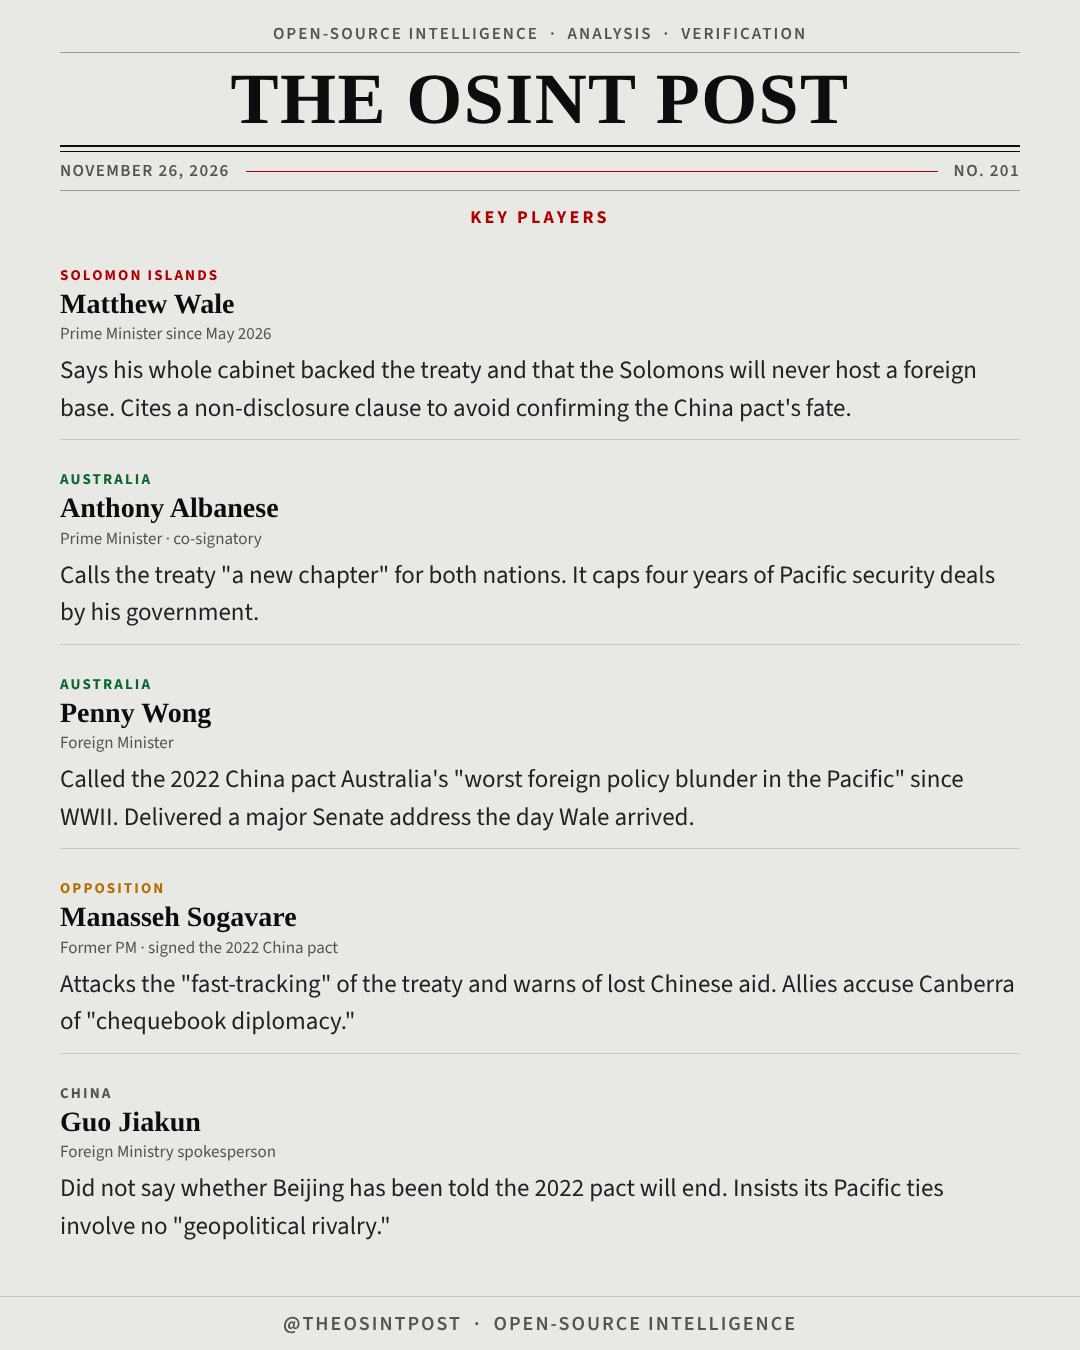 OPEN-SOURCE INTELLIGENCE · ANALYSIS · VERIFICATION
THE OSINT POST
NOVEMBER 26, 2026 NO. 201
KEY PLAYERS
SOLOMON ISLANDS
Matthew Wale
Prime Minister since May 2026
Says his whole cabinet backed the treaty and that the Solomons will never host a foreign
base. Cites a non-disclosure clause to avoid confirming the China pact's fate.
AUSTRALIA
Anthony Albanese
Prime Minister · co-signatory
Calls the treaty "a new chapter" for both nations. It caps four years of Pacific security deals
by his government.
AUSTRALIA
Penny Wong
Foreign Minister
Called the 2022 China pact Australia's "worst foreign policy blunder in the Pacific" since
WWII. Delivered a major Senate address the day Wale arrived.
OPPOSITION
Manasseh Sogavare
Former PM · signed the 2022 China pact
Attacks the "fast-tracking" of the treaty and warns of lost Chinese aid. Allies accuse Canberra
of "chequebook diplomacy."
CHINA
Guo Jiakun
Foreign Ministry spokesperson
Did not say whether Beijing has been told the 2022 pact will end. Insists its Pacific ties
involve no "geopolitical rivalry."
@THEOSINTPOST · OPEN-SOURCE INTELLIGENCE